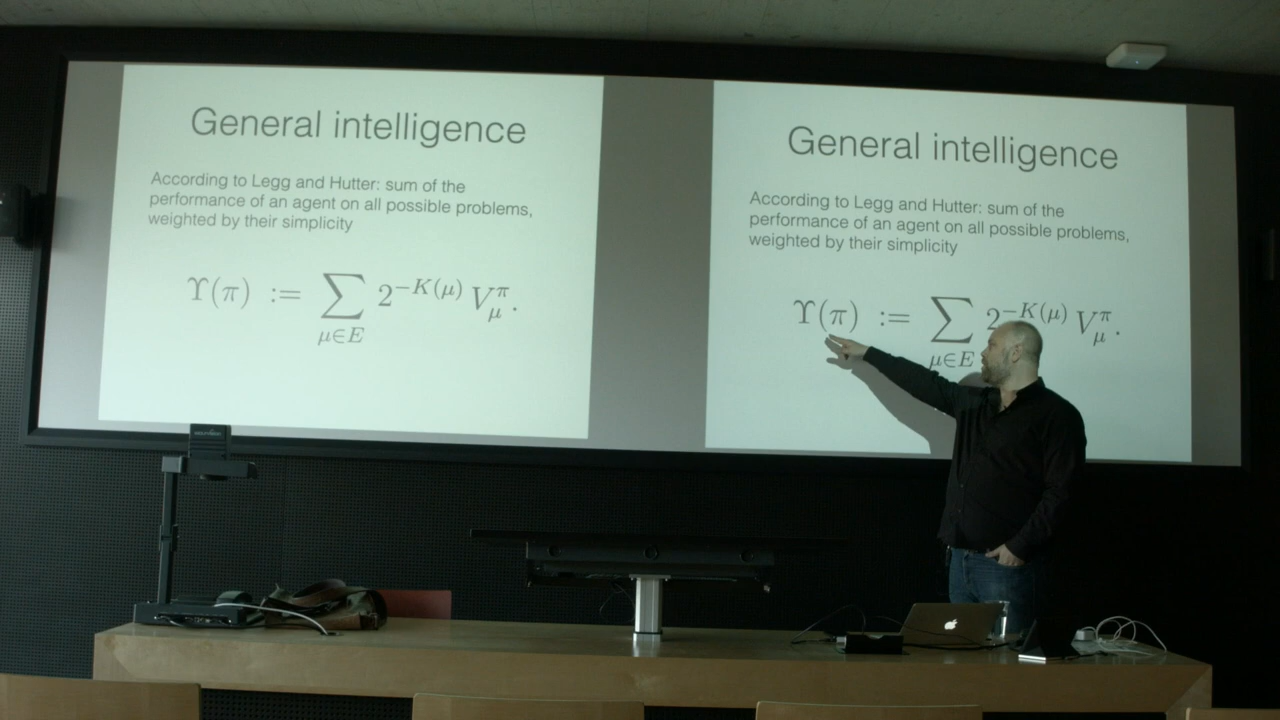 General intelligence
According to Legg and Hutter: sum of the
performance of an agent on all possible problems,
weighted by their simplicity
ϒ(π) := ∑ 2^{-K(μ)} V_μ^π.
μ∈E
General intelligence
According to Legg and Hutter: sum of the
performance of an agent on all possible problems,
weighted by their simplicity
ϒ(π) := ∑ 2^{-K(μ)} V_μ^π.
μ∈E